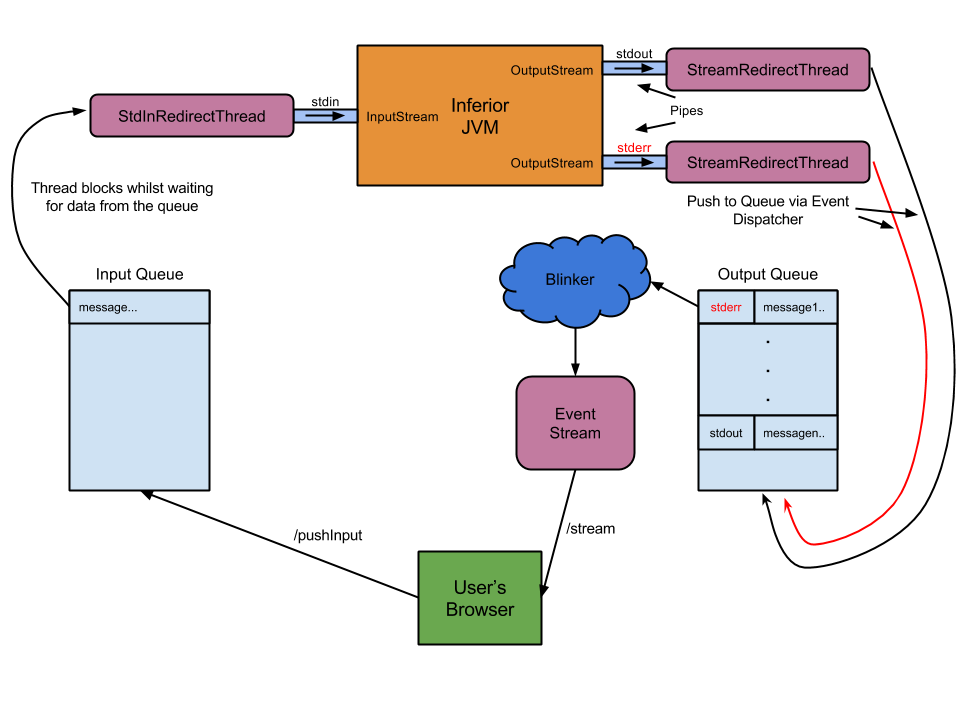 stdout
OutputStream
StreamRedirectThread
stdin
StdInRedirectThread
InputStream
Inferior
JVM
Pipes
stderr
OutputStream
StreamRedirectThread
Thread blocks whilst waiting
for data from the queue
Push to Queue via Event
Dispatcher
Input Queue
message...
Blinker
Output Queue
stderr
message1..
.
.
.
stdout
messagen..
Event
Stream
/pushInput
/stream
User's
Browser